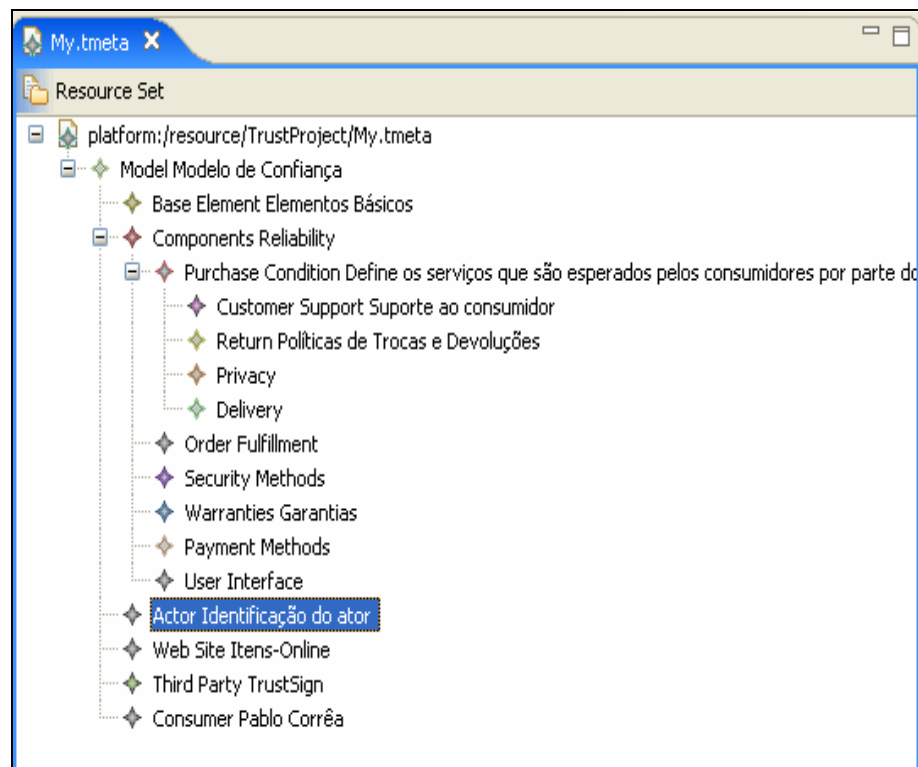 My.tmeta
Resource Set
platform:/resource/TrustProject/My.tmeta
Model Modelo de Confiança
Base Element Elementos Básicos
Components Reliability
Purchase Condition Define os serviços que são esperados pelos consumidores por parte do
Customer Support Suporte ao consumidor
Return Políticas de Trocas e Devoluções
Privacy
Delivery
Order Fulfillment
Security Methods
Warranties Garantias
Payment Methods
User Interface
Actor Identificação do ator
Web Site Itens-Online
Third Party TrustSign
Consumer Pablo Corrêa